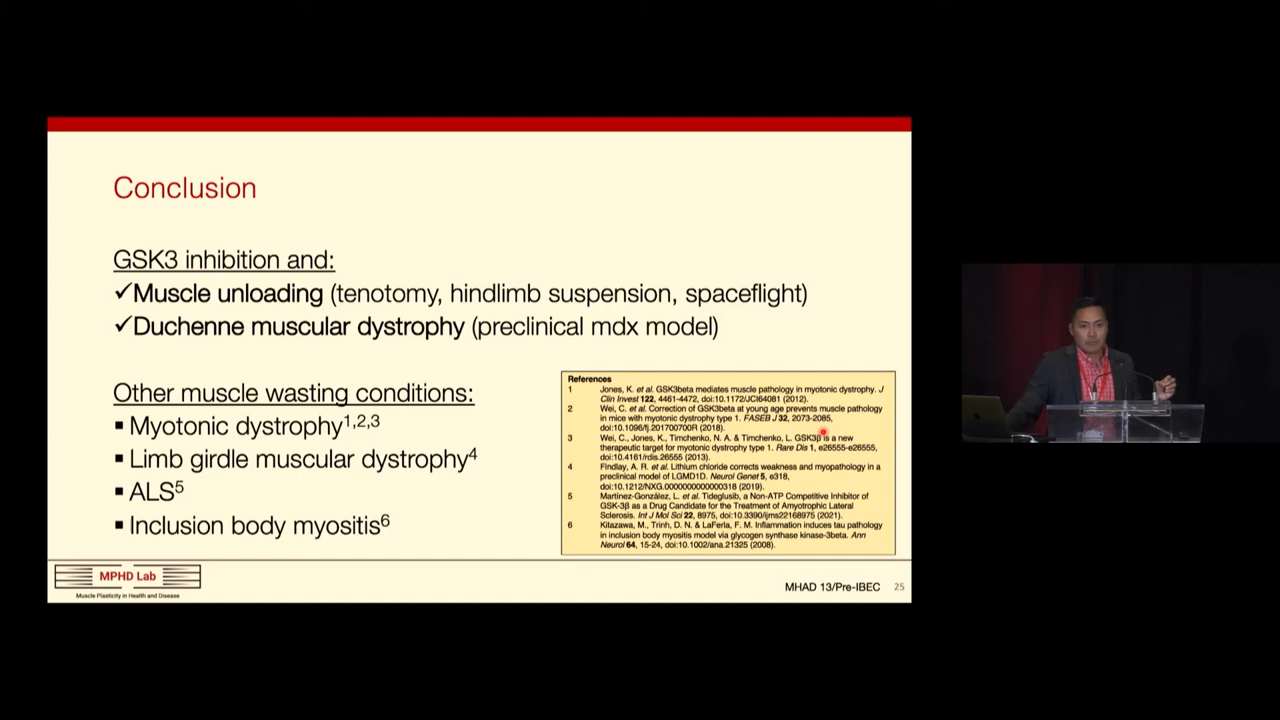 Conclusion
GSK3 inhibition and:
✓Muscle unloading (tenotomy, hindlimb suspension, spaceflight)
✓Duchenne muscular dystrophy (preclinical mdx model)
Other muscle wasting conditions:
▪ Myotonic dystrophy1,2,3
▪ Limb girdle muscular dystrophy4
▪ ALS5
▪ Inclusion body myositis6
References
1 Jones, K. et al. GSK3beta mediates muscle pathology in myotonic dystrophy. J
Clin Invest 122, 4461-4472, doi:10.1172/JCI64081 (2012).
2 Wei, C. et al. Correction of GSK3beta at young age prevents muscle pathology
in mice with myotonic dystrophy type 1. FASEB J 32, 2073-2085,
doi:10.1096/fj.201700700R (2018).
3 Wei, C., Jones, K., Timchenko, N. A. & Timchenko, L. GSK3β is a new
therapeutic target for myotonic dystrophy type 1. Rare Dis 1, e26555-e26555,
doi:10.4161/rdis.26555 (2013).
4 Findlay, A. R. et al. Lithium chloride corrects weakness and myopathology in a
preclinical model of LGMD1D. Neurol Genet 5, e318,
doi:10.1212/NXG.0000000000000318 (2019).
5 Martínez-González, L. et al. Tideglusib, a Non-ATP Competitive Inhibitor of
GSK-3β as a Drug Candidate for the Treatment of Amyotrophic Lateral
Sclerosis. Int J Mol Sci 22, 8975, doi:10.3390/ijms22168975 (2021).
6 Kitazawa, M., Trinh, D. N. & LaFerla, F. M. Inflammation induces tau pathology
in inclusion body myositis model via glycogen synthase kinase-3beta. Ann
Neurol 64, 15-24, doi:10.1002/ana.21325 (2008).
MPHD Lab
Muscle Plasticity in Health and Disease
MHAD 13/Pre-IBEC 25